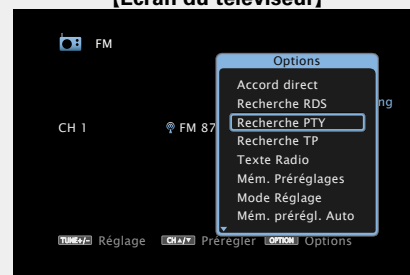 [Écran du téléviseur]
FM
Options
Accord direct
Recherche RDS
ng
Recherche PTY
CH 1
FM 87
Recherche TP
Texte Radio
Mém. Préréglages
Mode Réglage
Mém. prérégl. Auto
TUNE+/- Réglage CH▲/▼ Prérégler OPTION Options